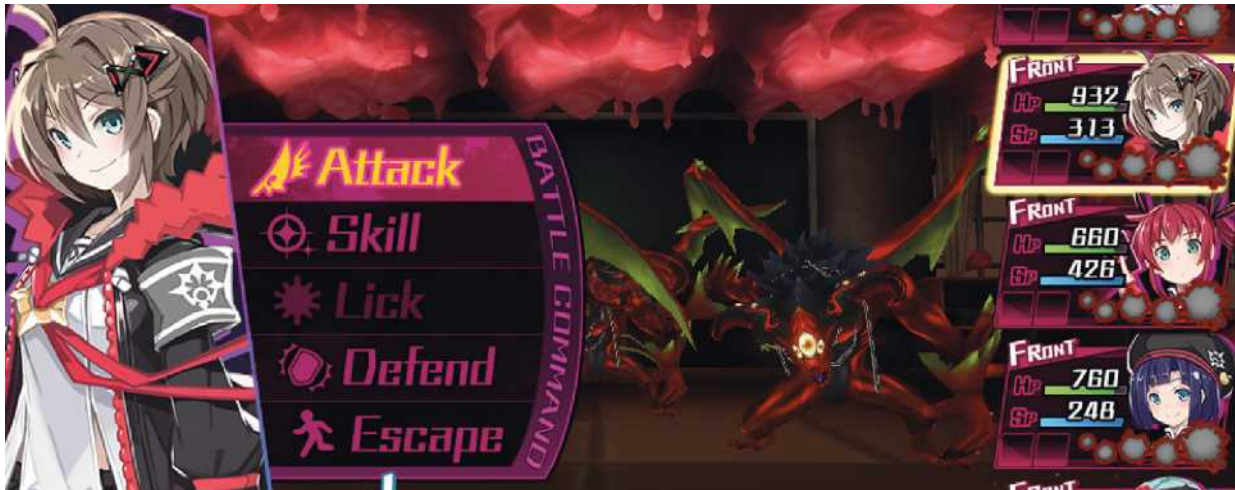 Attack
Skill
Lick
Defend
Escape
BATTLE COMMAND
FRONT
Hp 932
Sp 313
FRONT
Hp 660
Sp 426
FRONT
Hp 760
Sp 248
FRONT